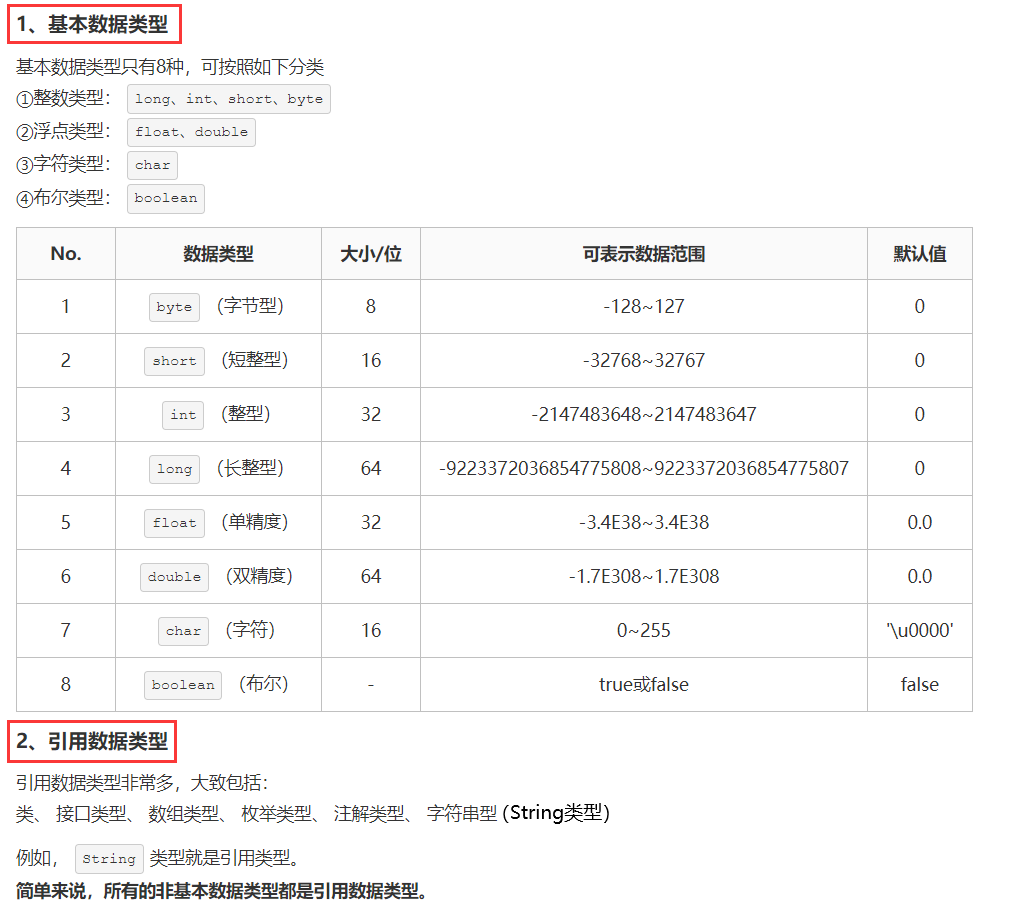 1、基本数据类型
基本数据类型只有8种，可按照如下分类
①整数类型： long、int、short、byte
②浮点类型： float、double
③字符类型： char
④布尔类型： boolean
No. 数据类型 大小/位 可表示数据范围 默认值
1 byte （字节型） 8 -128~127 0
2 short （短整型） 16 -32768~32767 0
3 int （整型） 32 -2147483648~2147483647 0
4 long （长整型） 64 -9223372036854775808~9223372036854775807 0
5 float （单精度） 32 -3.4E38~3.4E38 0.0
6 double （双精度） 64 -1.7E308~1.7E308 0.0
7 char （字符） 16 0~255 '\u0000'
8 boolean （布尔） - true或false false
2、引用数据类型
引用数据类型非常多，大致包括：
类、 接口类型、 数组类型、 枚举类型、 注解类型、 字符串型 (String类型)
例如， String 类型就是引用类型。
简单来说，所有的非基本数据类型都是引用数据类型。